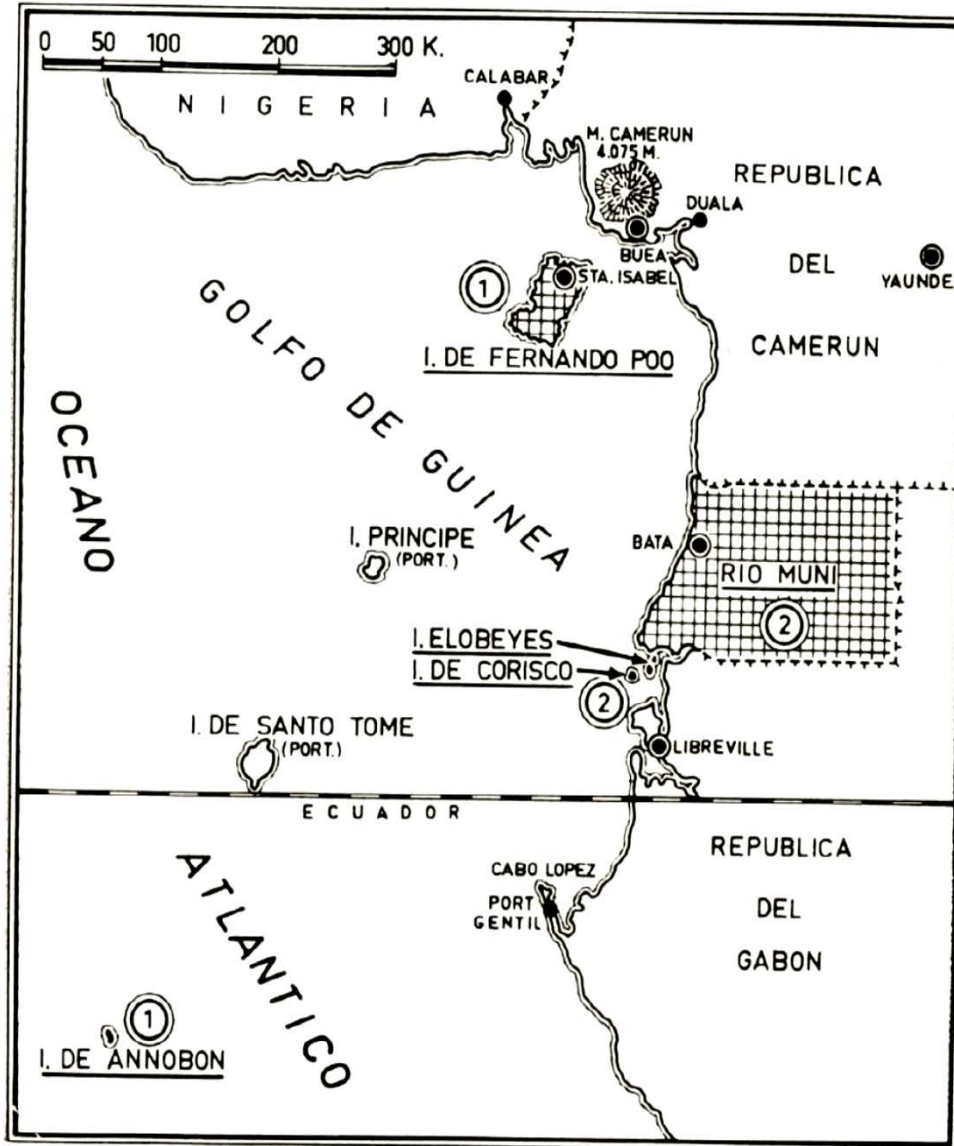 0 50 100 200 300 K.
CALABAR
NIGERIA
M. CAMERUN
4.075 M.
REPUBLICA
DUALA
BUEA
DEL
YAUNDE
1
STA. ISABEL
CAMERUN
I. DE FERNANDO POO
GOLFO DE GUINEA
OCEANO
I. PRINCIPE
(PORT.)
BATA
RIO MUNI
2
I. ELOBEYES
I. DE CORISCO
2
I. DE SANTO TOME
(PORT.)
LIBREVILLE
ECUADOR
REPUBLICA
DEL
GABON
CABO LOPEZ
PORT
GENTIL
ATLANTICO
1
I. DE ANNOBON